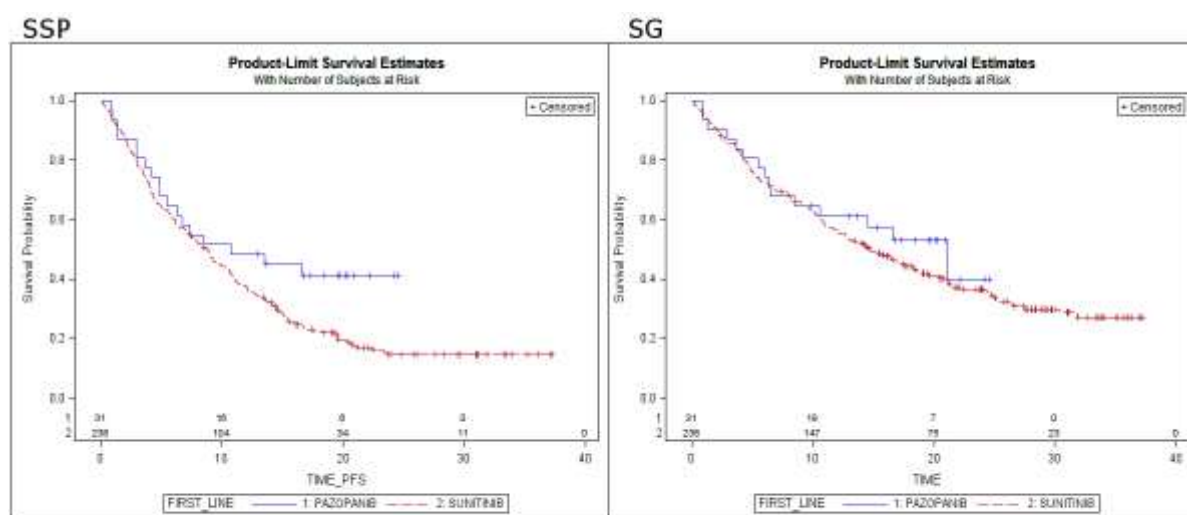 SSP
Product-Limit Survival Estimates
With Number of Subjects at Risk
+ Censored
1.0
0.8
0.6
0.4
0.2
0.0
Survival Probability
1 31 16 6 0
2 238 104 34 11 0
0 10 20 30 40
TIME_PFS
FIRST_LINE 1: PAZOPANIB 2: SUNITINIB
SG
Product-Limit Survival Estimates
With Number of Subjects at Risk
+ Censored
1.0
0.8
0.6
0.4
0.2
0.0
Survival Probability
1 31 19 7 0
2 147 23 0
0 10 20 30 40
TIME
FIRST_LINE 1: PAZOPANIB 2: SUNITINIB